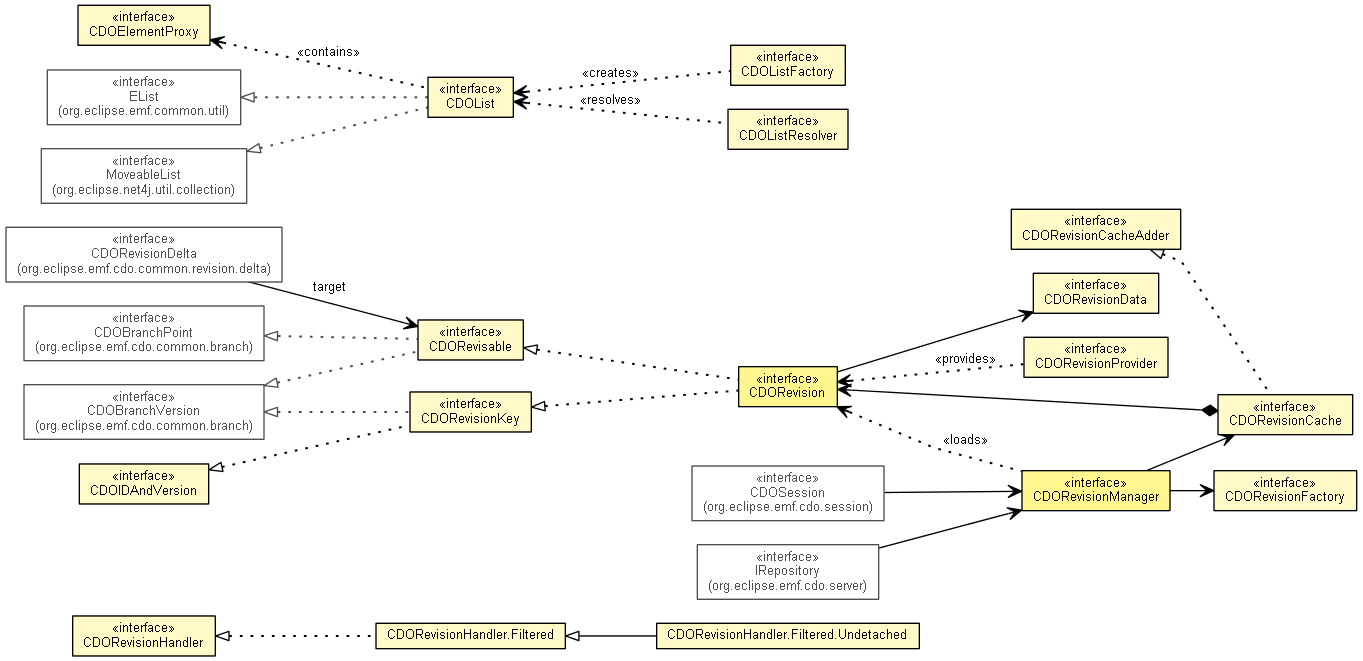 «interface»
CDOElementProxy
«contains»
«interface»
EList
(org.eclipse.emf.common.util)
«interface»
CDOList
«creates»
«resolves»
«interface»
CDOListFactory
«interface»
CDOListResolver
«interface»
MoveableList
(org.eclipse.net4j.util.collection)
«interface»
CDORevisionDelta
(org.eclipse.emf.cdo.common.revision.delta)
target
«interface»
CDOBranchPoint
(org.eclipse.emf.cdo.common.branch)
«interface»
CDORevisable
«interface»
CDOBranchVersion
(org.eclipse.emf.cdo.common.branch)
«interface»
CDORevisionKey
«interface»
CDOIDAndVersion
«interface»
CDORevisionCacheAdder
«interface»
CDORevisionData
«provides»
«interface»
CDORevisionProvider
«interface»
CDORevision
«interface»
CDORevisionCache
«loads»
«interface»
CDOSession
(org.eclipse.emf.cdo.session)
«interface»
CDORevisionManager
«interface»
CDORevisionFactory
«interface»
IRepository
(org.eclipse.emf.cdo.server)
«interface»
CDORevisionHandler
CDORevisionHandler.Filtered
CDORevisionHandler.Filtered.Undetached